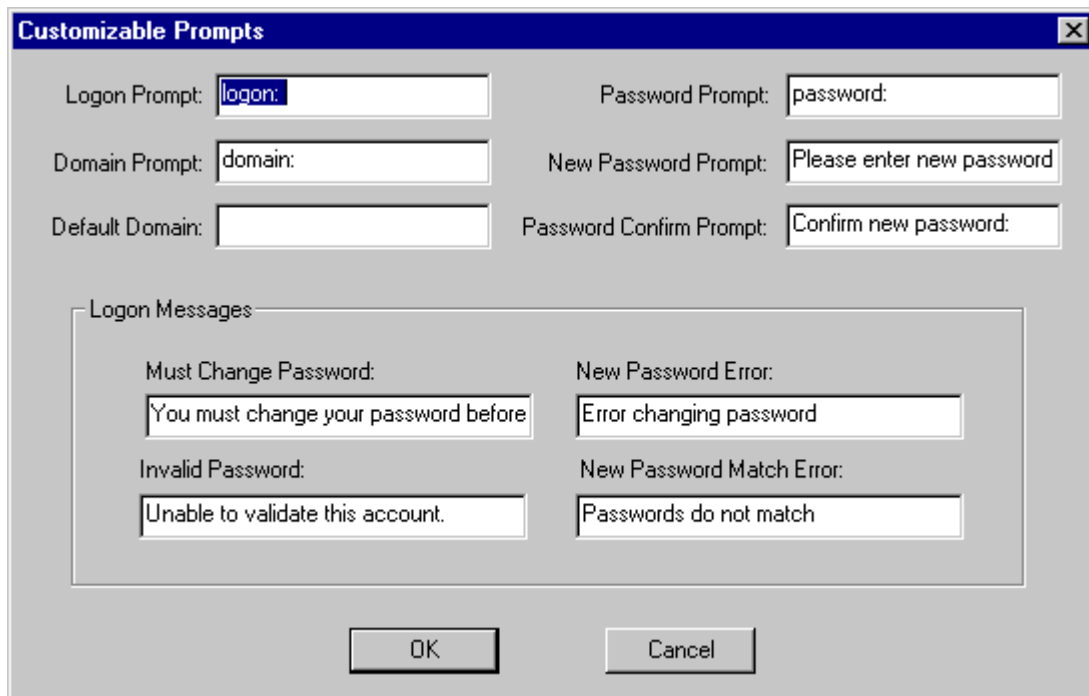 Customizable Prompts
Logon Prompt: logon: Password Prompt: password:
Domain Prompt: domain: New Password Prompt: Please enter new password
Default Domain: Password Confirm Prompt: Confirm new password:
Logon Messages
Must Change Password: New Password Error:
You must change your password before Error changing password
Invalid Password: New Password Match Error:
Unable to validate this account. Passwords do not match
OK Cancel